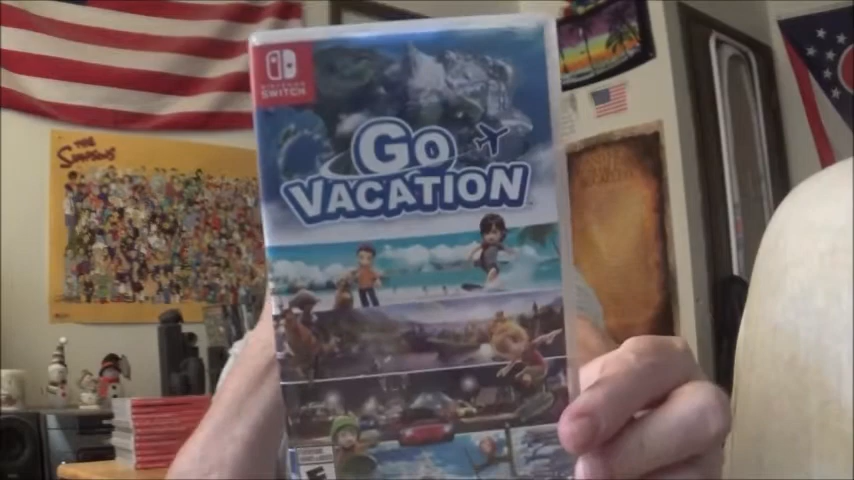 NINTENDO
SWITCH
GO
VACATION
THE
SIMPSONS
E